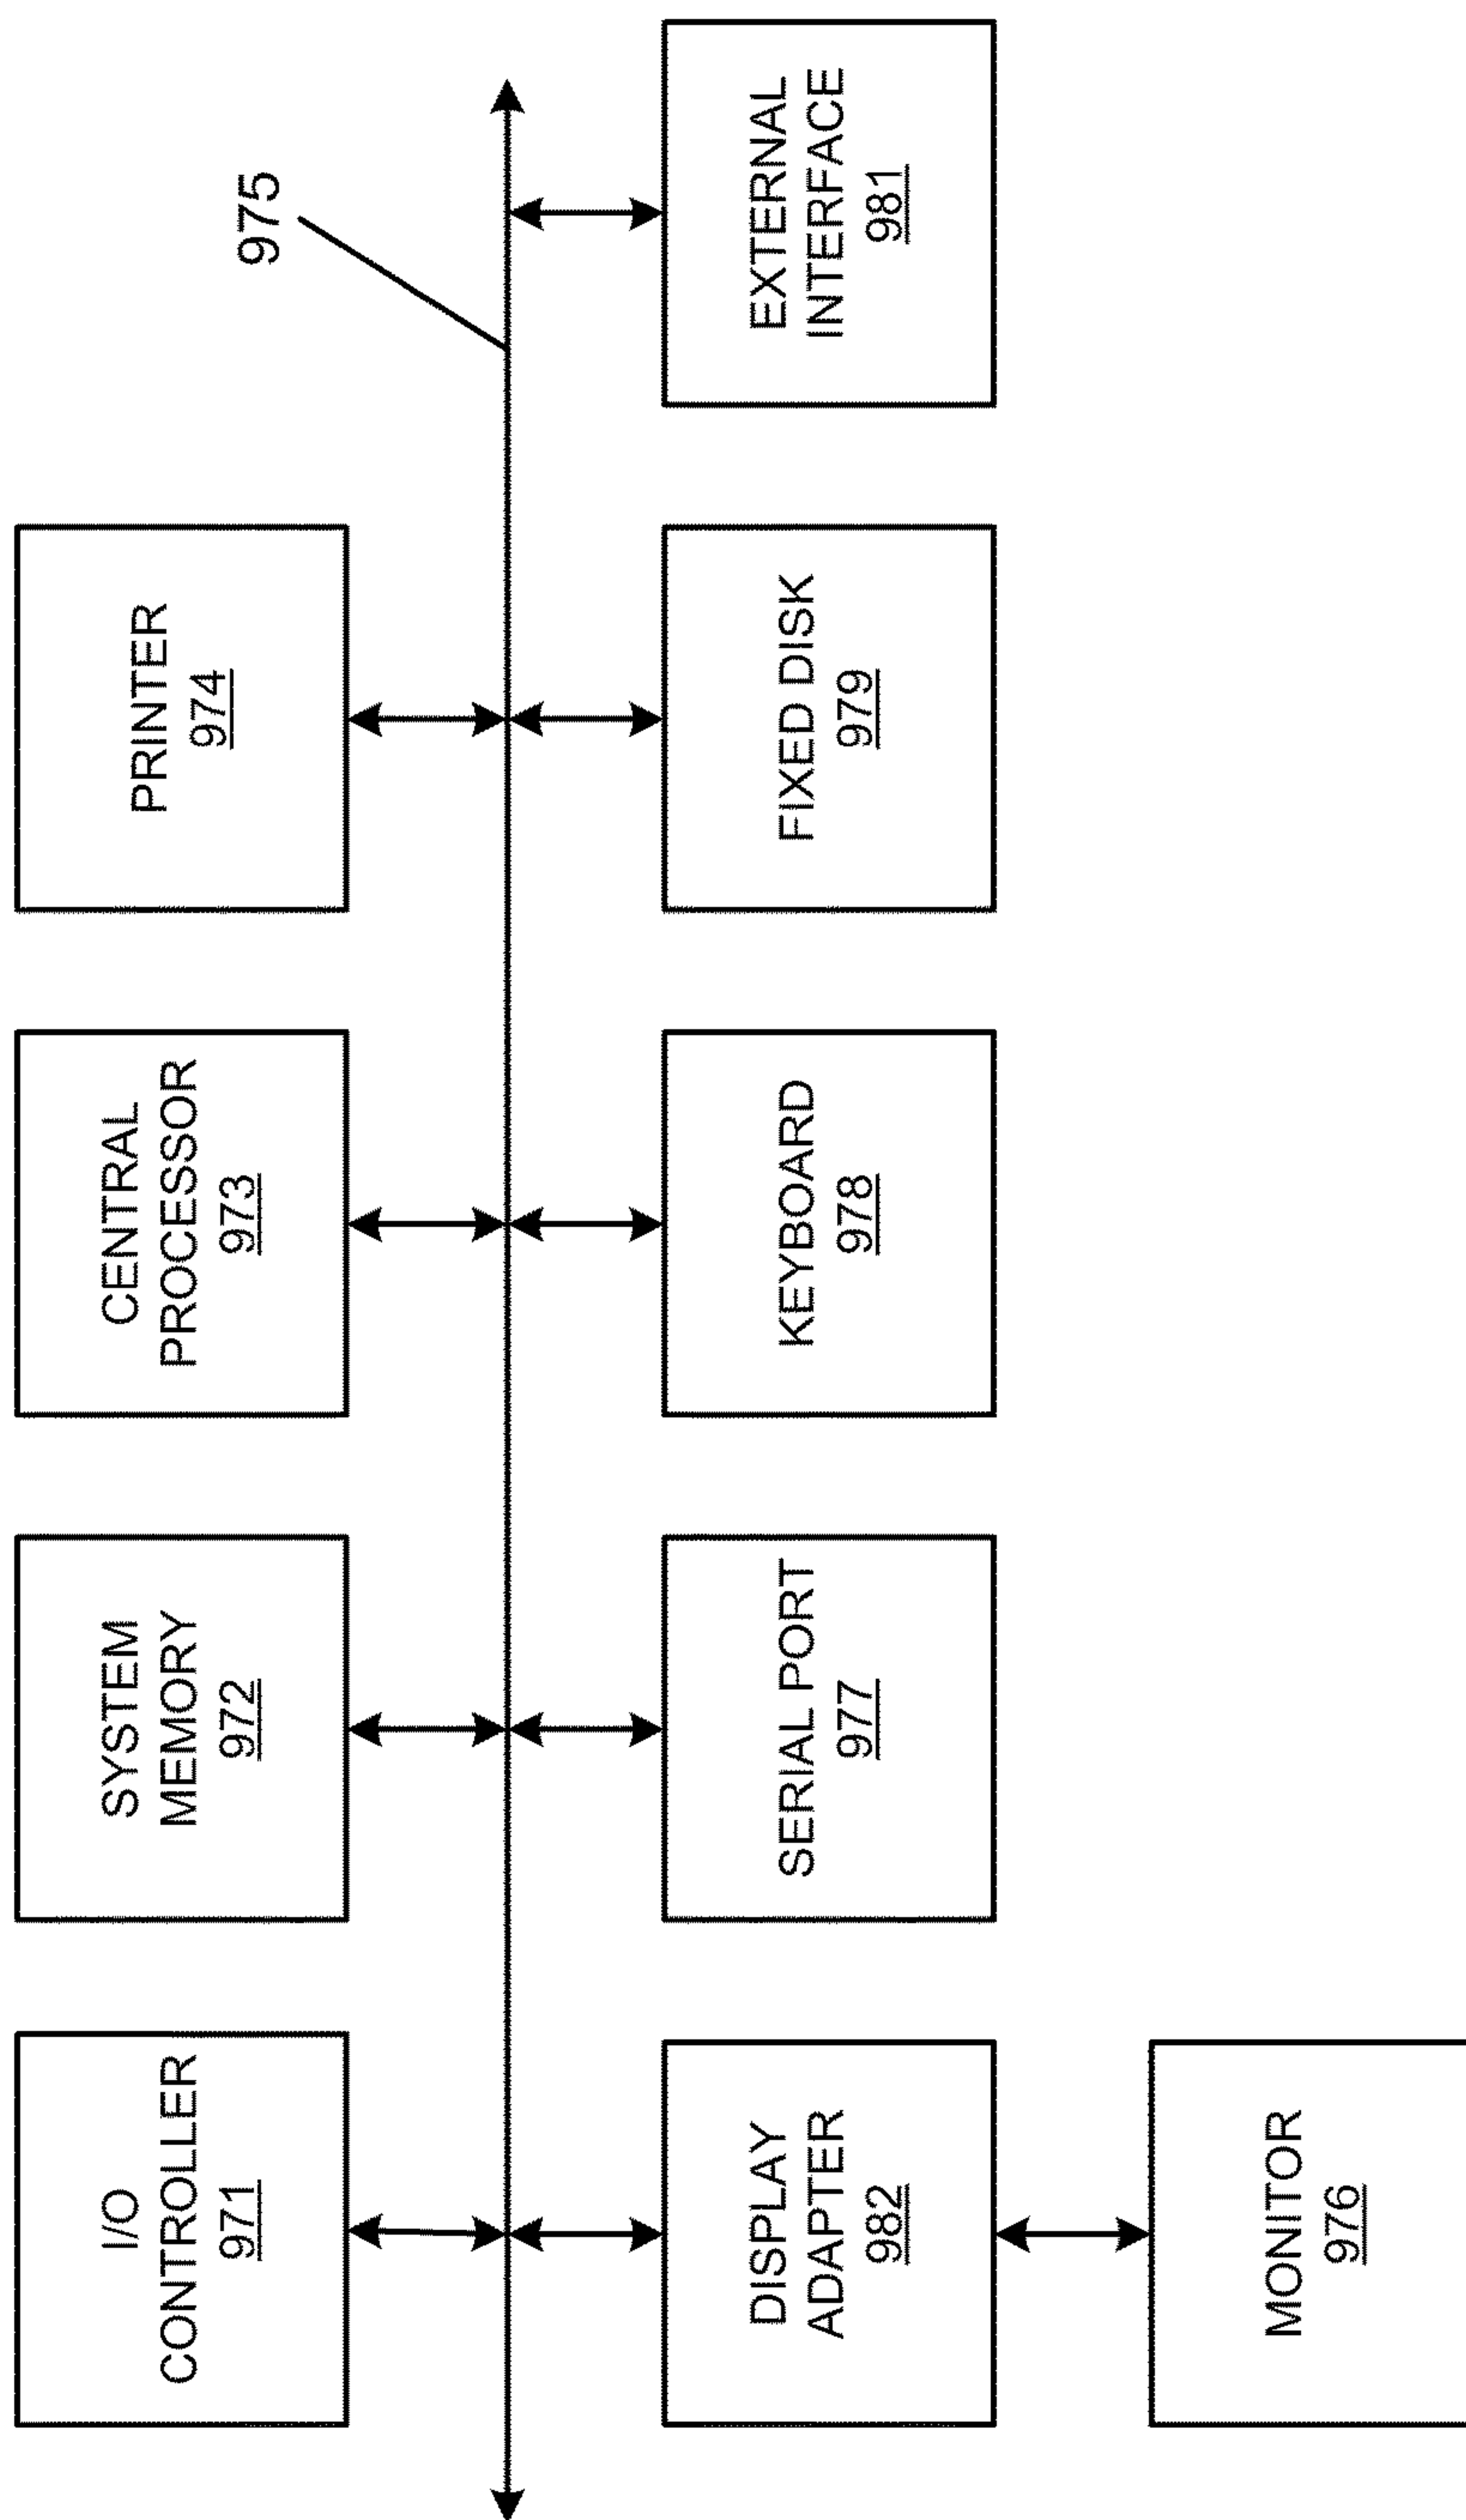 I/O
CONTROLLER
971
SYSTEM
MEMORY
972
CENTRAL
PROCESSOR
973
PRINTER
974
975
DISPLAY
ADAPTER
982
SERIAL PORT
977
KEYBOARD
978
FIXED DISK
979
EXTERNAL
INTERFACE
981
MONITOR
976